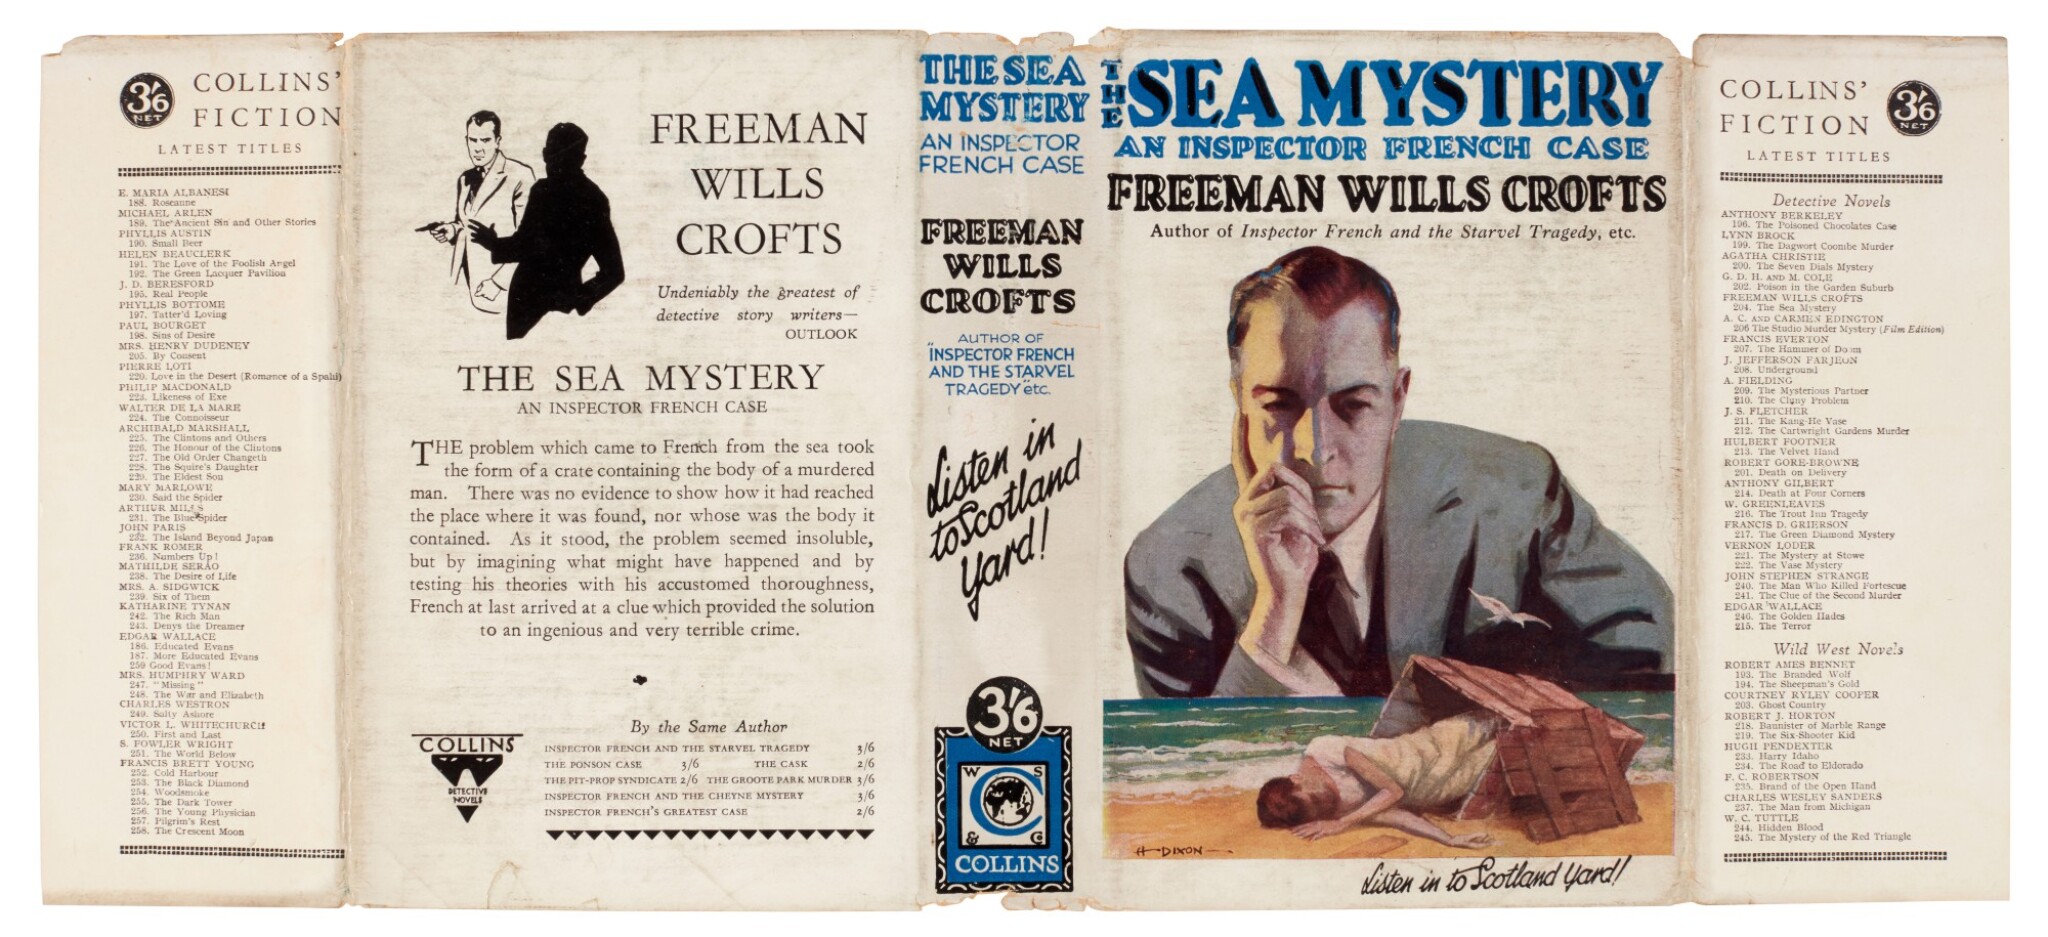 3/6
NET
COLLINS'
FICTION
LATEST TITLES
E. MARIA ALBANESI
188. Roseanne
MICHAEL ARLEN
189. The Ancient Sin and Other Stories
PHYLLIS AUSTIN
190. Small Beer
HELEN BEAUCLERK
191. The Love of the Foolish Angel
192. The Green Lacquer Pavilion
J. D. BERESFORD
195. Real People
PHYLLIS BOTTOME
197. Tatter'd Loving
PAUL BOURGET
198. Sins of Desire
MRS. HENRY DUDENEY
205. By Consent
PIERRE LOTI
220. Love in the Desert (Romance of a Spahi)
PHILIP MACDONALD
223. Likeness of Exe
WALTER DE LA MARE
224. The Connoisseur
ARCHIBALD MARSHALL
225. The Clintons and Others
226. The Honour of the Clintons
227. The Old Order Changeth
228. The Squire's Daughter
229. The Eldest Son
MARY MARLOWE
230. Said the Spider
ARTHUR MILLS
231. The Blue Spider
JOHN PARIS
232. The Island Beyond Japan
FRANK ROMER
236. Numbers Up!
MATHILDE SERAO
238. The Desire of Life
MRS. A. SIDGWICK
239. Six of Them
KATHARINE TYNAN
242. The Rich Man
243. Denys the Dreamer
EDGAR WALLACE
186. Educated Evans
187. More Educated Evans
259 Good Evans!
MRS. HUMPHRY WARD
247. "Missing"
248. The War and Elizabeth
CHARLES WESTRON
249. Salty Ashore
VICTOR L. WHITECHURCH
250. First and Last
S. FOWLER WRIGHT
251. The World Below
FRANCIS BRETT YOUNG
252. Cold Harbour
253. The Black Diamond
254. Woodsmoke
255. The Dark Tower
256. The Young Physician
257. Pilgrim's Rest
258. The Crescent Moon
FREEMAN
WILLS
CROFTS
Undeniably the greatest of
detective story writers—
OUTLOOK
THE SEA MYSTERY
AN INSPECTOR FRENCH CASE
THE problem which came to French from the sea took
the form of a crate containing the body of a murdered
man. There was no evidence to show how it had reached
the place where it was found, nor whose was the body it
contained. As it stood, the problem seemed insoluble,
but by imagining what might have happened and by
testing his theories with his accustomed thoroughness,
French at last arrived at a clue which provided the solution
to an ingenious and very terrible crime.
By the Same Author
INSPECTOR FRENCH AND THE STARVEL TRAGEDY 3/6
THE PONSON CASE 3/6 THE CASK 2/6
THE PIT-PROP SYNDICATE 2/6 THE GROOTE PARK MURDER 3/6
INSPECTOR FRENCH AND THE CHEYNE MYSTERY 3/6
INSPECTOR FRENCH'S GREATEST CASE 2/6
COLLINS
DETECTIVE
NOVELS
THE SEA
MYSTERY
AN INSPECTOR
FRENCH CASE
FREEMAN
WILLS
CROFTS
AUTHOR OF
"INSPECTOR FRENCH
AND THE STARVEL
TRAGEDY" etc.
Listen in
to Scotland
Yard!
3/6
NET
W S
C
& C
COLLINS
THE SEA MYSTERY
AN INSPECTOR FRENCH CASE
FREEMAN WILLS CROFTS
Author of Inspector French and the Starvel Tragedy, etc.
H DIXON
Listen in to Scotland Yard!
COLLINS'
FICTION
3/6
NET
LATEST TITLES
Detective Novels
ANTHONY BERKELEY
196. The Poisoned Chocolates Case
LYNN BROCK
199. The Dagwort Coombe Murder
AGATHA CHRISTIE
200. The Seven Dials Mystery
G. D. H. AND M. COLE
202. Poison in the Garden Suburb
FREEMAN WILLS CROFTS
204. The Sea Mystery
A. C. AND CARMEN EDINGTON
206 The Studio Murder Mystery (Film Edition)
FRANCIS EVERTON
207. The Hammer of Doom
J. JEFFERSON FARJEON
208. Underground
A. FIELDING
209. The Mysterious Partner
210. The Cluny Problem
J. S. FLETCHER
211. The Kang-He Vase
212. The Cartwright Gardens Murder
HULBERT FOOTNER
213. The Velvet Hand
ROBERT GORE-BROWNE
201. Death on Delivery
ANTHONY GILBERT
214. Death at Four Corners
W. GREENLEAVES
216. The Trout Inn Tragedy
FRANCIS D. GRIERSON
217. The Green Diamond Mystery
VERNON LODER
221. The Mystery at Stowe
222. The Vase Mystery
JOHN STEPHEN STRANGE
240. The Man Who Killed Fortescue
241. The Clue of the Second Murder
EDGAR WALLACE
246. The Golden Hades
215. The Terror
Wild West Novels
ROBERT AMES BENNET
193. The Branded Wolf
194. The Sheepman's Gold
COURTNEY RYLEY COOPER
203. Ghost Country
ROBERT J. HORTON
218. Bannister of Marble Range
219. The Six-Shooter Kid
HUGH PENDEXTER
233. Harry Idaho
234. The Road to Eldorado
F. C. ROBERTSON
235. Brand of the Open Hand
CHARLES WESLEY SANDERS
237. The Man from Michigan
W. C. TUTTLE
244. Hidden Blood
245. The Mystery of the Red Triangle